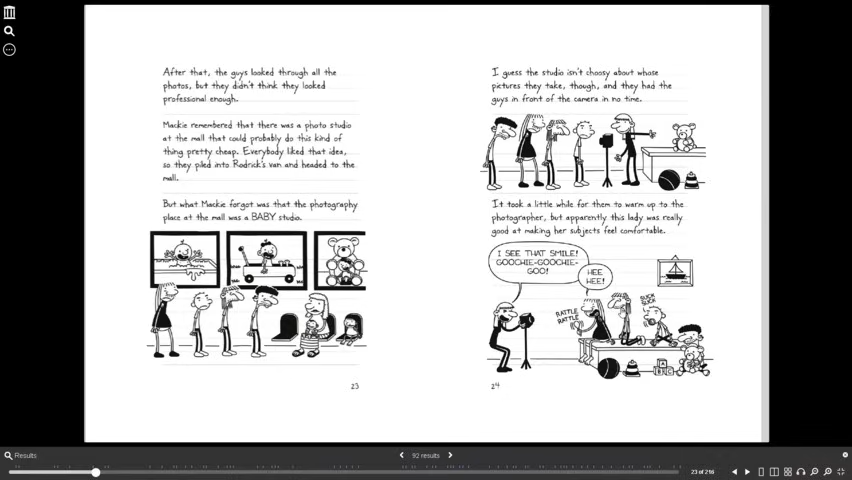 After that, the guys looked through all the
photos, but they didn't think they looked
professional enough.
Mackie remembered that there was a photo studio
at the mall that could probably do this kind of
thing pretty cheap. Everybody liked that idea,
so they piled into Rodrick's van and headed to the
mall.
But what Mackie forgot was that the photography
place at the mall was a BABY studio.
23
I guess the studio isn't choosy about whose
pictures they take, though, and they had the
guys in front of the camera in no time.
It took a little while for them to warm up to the
photographer, but apparently this lady was really
good at making her subjects feel comfortable.
I SEE THAT SMILE!
GOOCHIE-GOOCHIE-
GOO!
HEE
HEE!
RATTLE
RATTLE
SUCK
SUCK
A
B C
24
Results
92 results
23 of 216